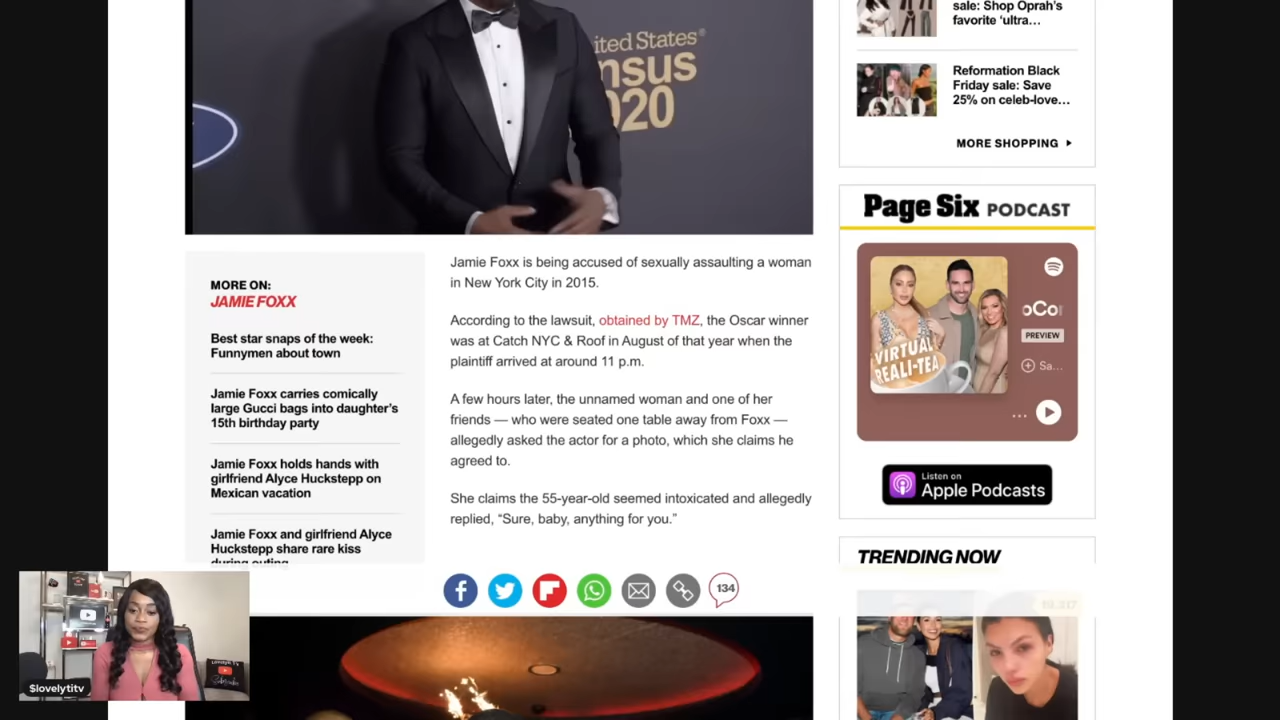 ited States®
nsus
020
sale: Shop Oprah's
favorite ‘ultra…
Reformation Black
Friday sale: Save
25% on celeb-love…
MORE SHOPPING
Page Six PODCAST
VIRTUAL
REALI-TEA
PREVIEW
Sa...
Listen on
Apple Podcasts
TRENDING NOW
19,317
MORE ON:
JAMIE FOXX
Best star snaps of the week:
Funnymen about town
Jamie Foxx carries comically
large Gucci bags into daughter’s
15th birthday party
Jamie Foxx holds hands with
girlfriend Alyce Huckstepp on
Mexican vacation
Jamie Foxx and girlfriend Alyce
Huckstepp share rare kiss
during outing
Jamie Foxx is being accused of sexually assaulting a woman
in New York City in 2015.
According to the lawsuit, obtained by TMZ, the Oscar winner
was at Catch NYC & Roof in August of that year when the
plaintiff arrived at around 11 p.m.
A few hours later, the unnamed woman and one of her
friends — who were seated one table away from Foxx —
allegedly asked the actor for a photo, which she claims he
agreed to.
She claims the 55-year-old seemed intoxicated and allegedly
replied, “Sure, baby, anything for you.”
134
$lovelytitv